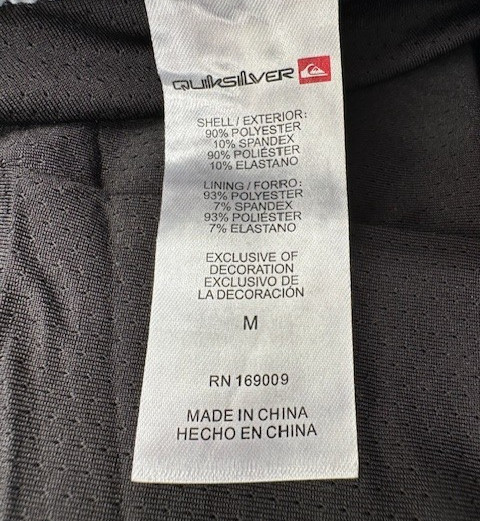 QUIKSILVER
SHELL / EXTERIOR:
90% POLYESTER
10% SPANDEX
90% POLIÉSTER
10% ELASTANO
LINING / FORRO:
93% POLYESTER
7% SPANDEX
93% POLIÉSTER
7% ELASTANO
EXCLUSIVE OF
DECORATION
EXCLUSIVO DE
LA DECORACIÓN
M
RN 169009
MADE IN CHINA
HECHO EN CHINA